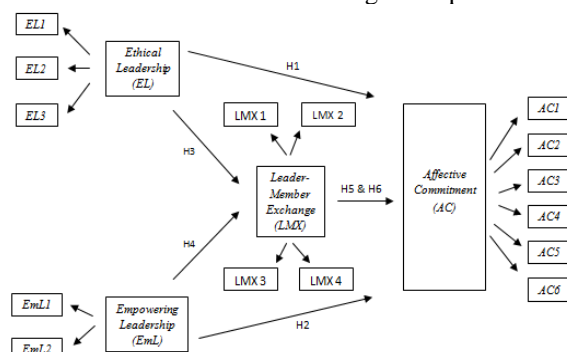 EL1
EL2
EL3
Ethical
Leadership
(EL)
H1
H3
LMX 1
LMX 2
Leader-
Member
Exchange
(LMX)
H5 & H6
Affective
Commitment
(AC)
AC1
AC2
AC3
AC4
AC5
AC6
H4
LMX 3
LMX 4
EmL1
EmL2
Empowering
Leadership
(EmL)
H2